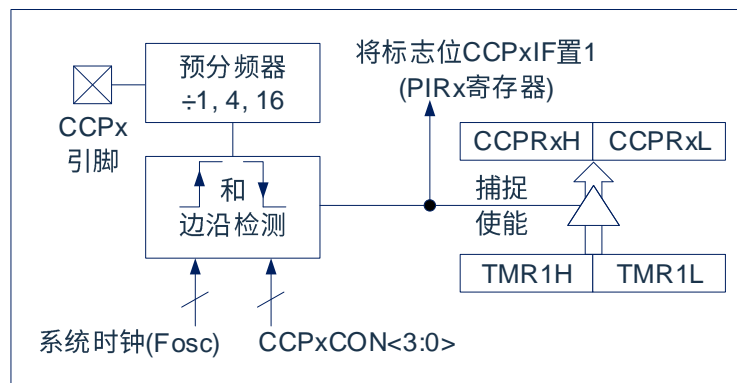 预分频器
÷1, 4, 16
CCPx
引脚
和
边沿检测
系统时钟(Fosc)
CCPxCON<3:0>
将标志位CCPxIF置1
(PIRx寄存器)
CCPRxH
CCPRxL
捕捉
使能
TMR1H
TMR1L